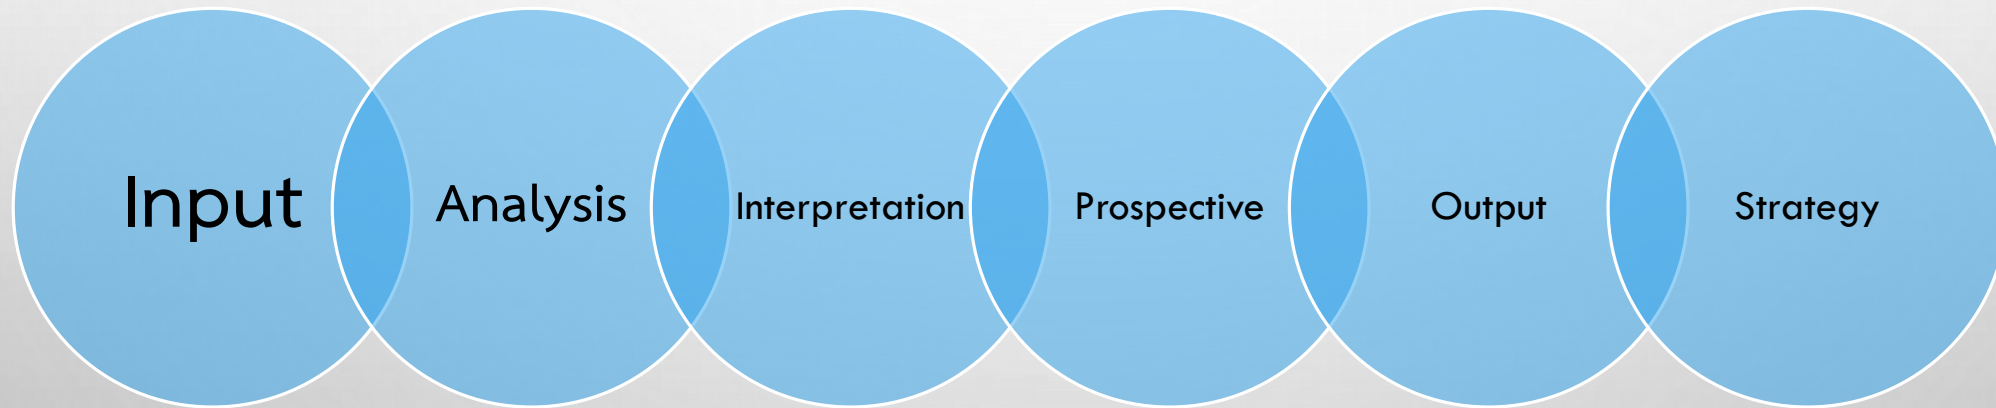 Input
Analysis
Interpretation
Prospective
Output
Strategy